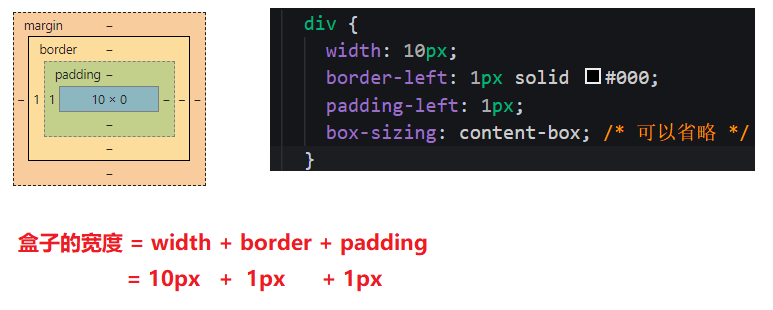 margin –
border –
padding –
– 1 1 10 × 0 – – –
–
–
–
div {
width: 10px;
border-left: 1px solid #000;
padding-left: 1px;
box-sizing: content-box; /* 可以省略 */
}
盒子的宽度 = width + border + padding
= 10px + 1px + 1px